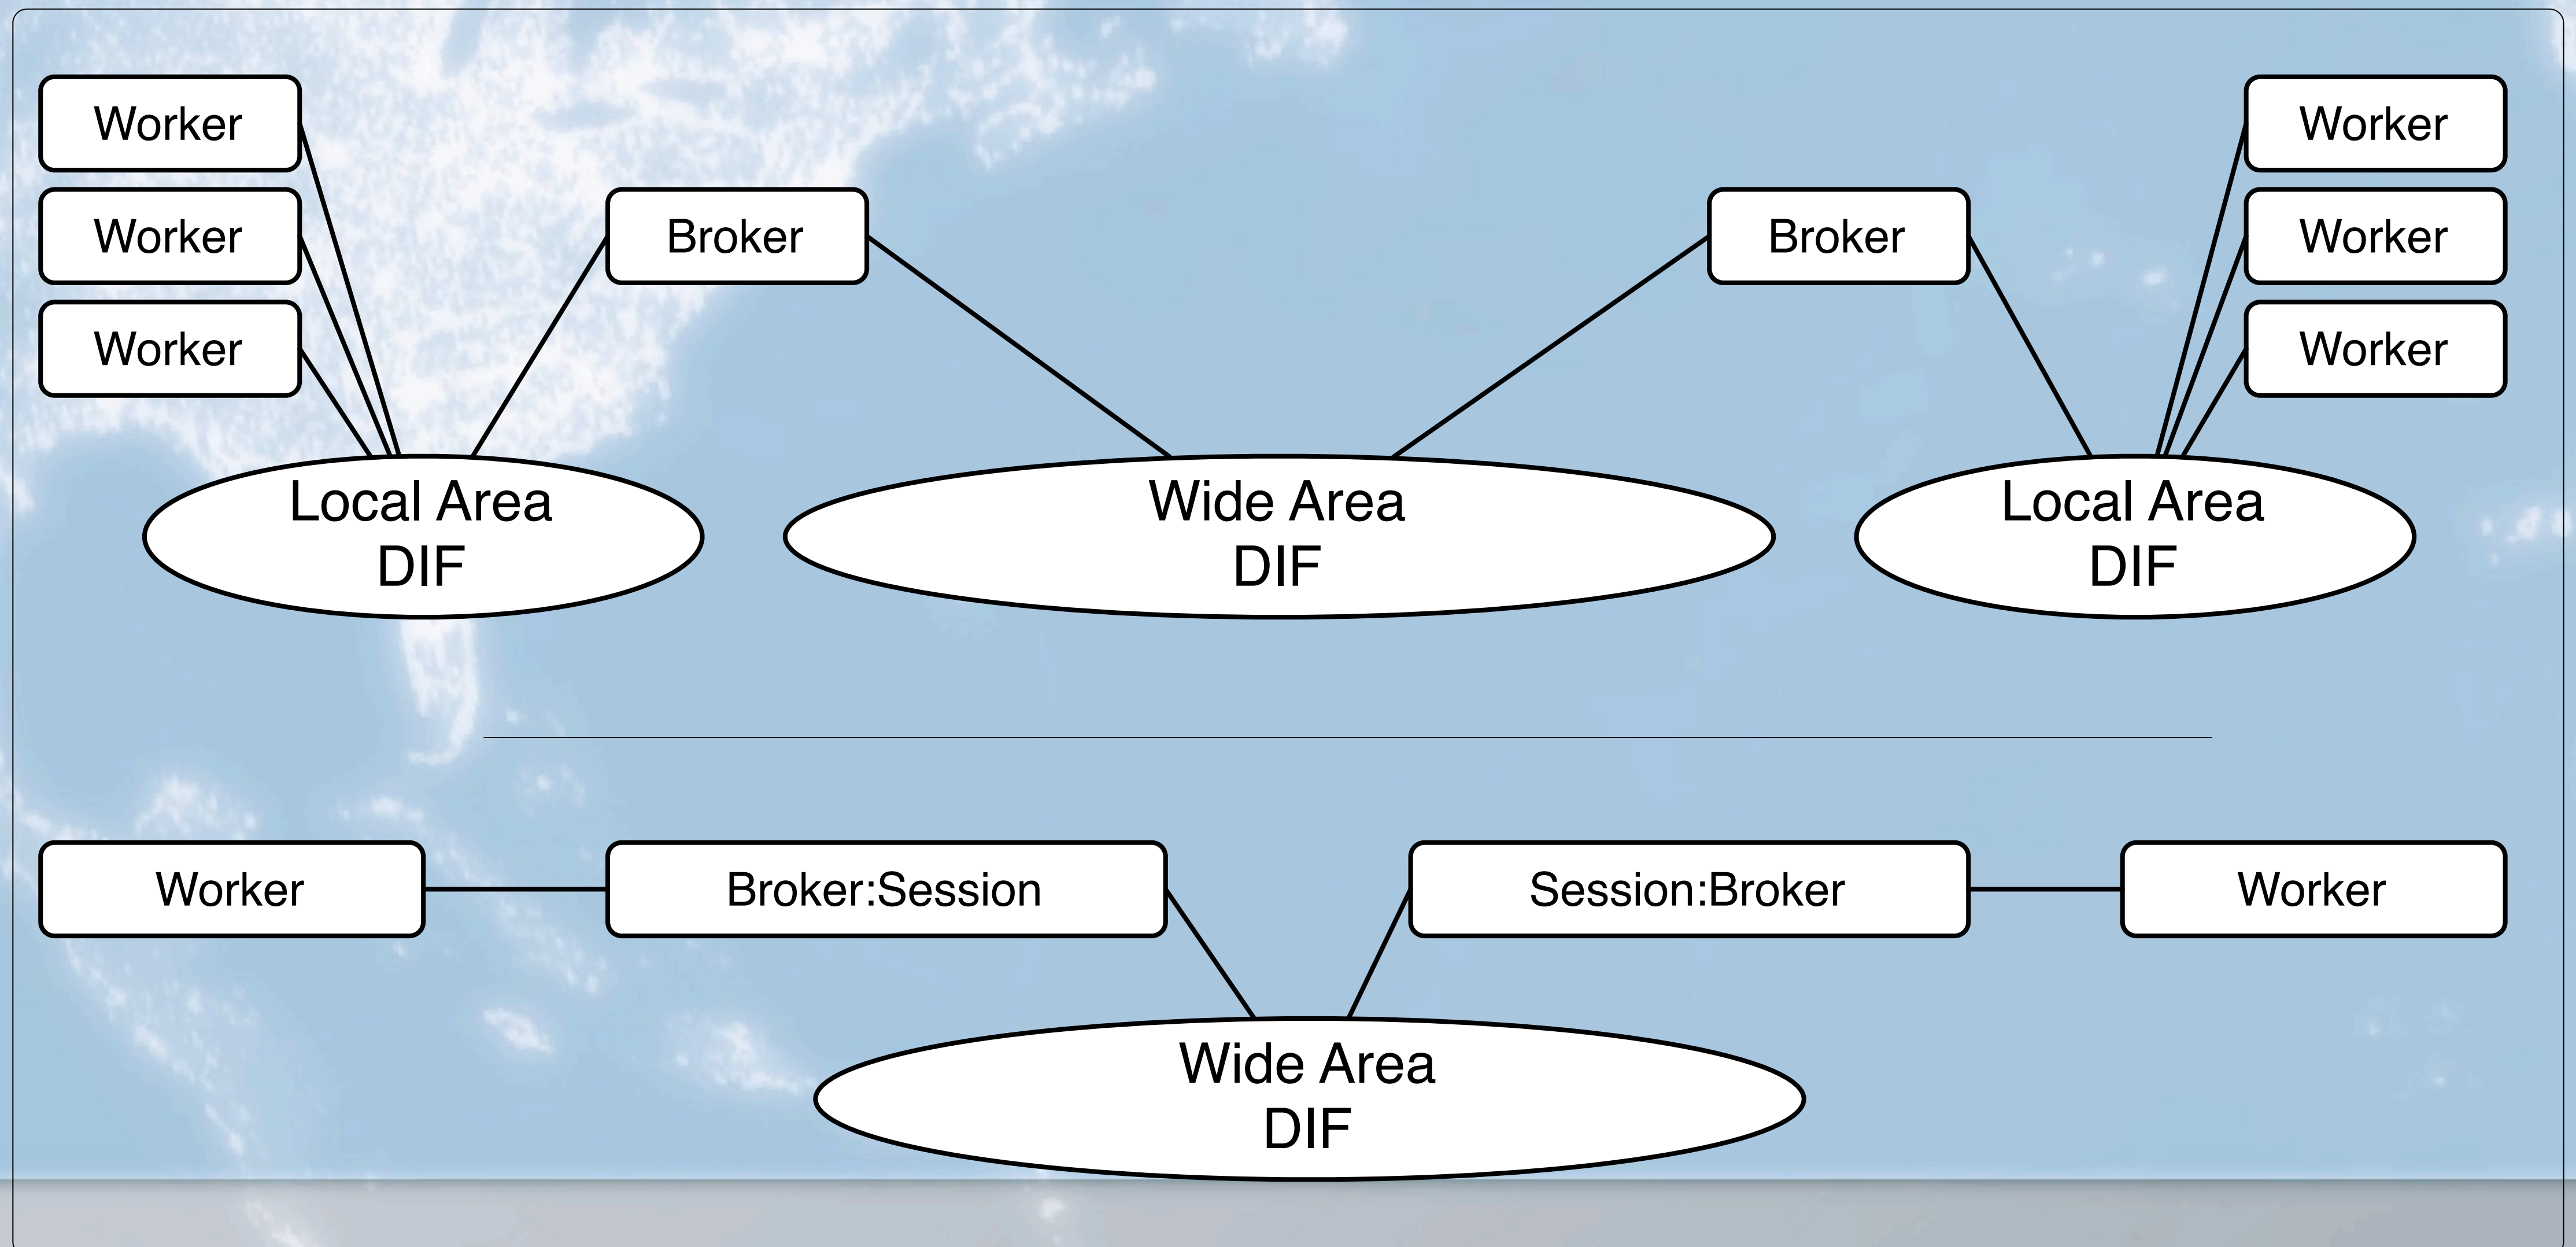 Worker
Worker
Worker
Broker
Broker
Worker
Worker
Worker
Local Area
DIF
Wide Area
DIF
Local Area
DIF
Worker
Broker:Session
Session:Broker
Worker
Wide Area
DIF